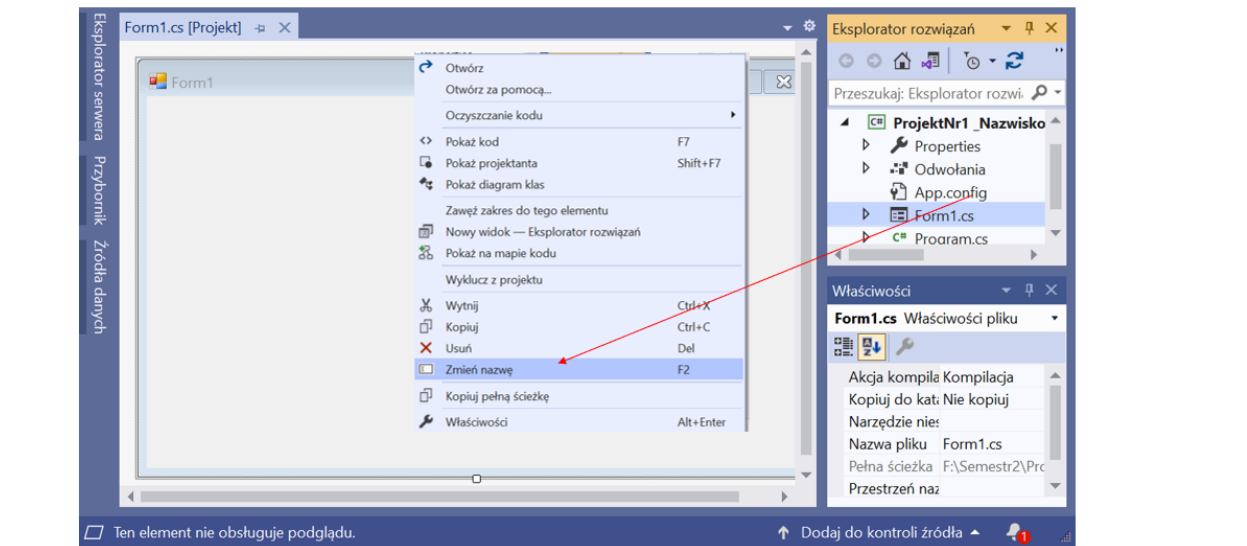 Eksplorator serwera
Przybornik
Źródła danych
Form1.cs [Projekt]
Form1
Otwórz
Otwórz za pomocą...
Oczyszczanie kodu
Pokaż kod F7
Pokaż projektanta Shift+F7
Pokaż diagram klas
Zawęź zakres do tego elementu
Nowy widok — Eksplorator rozwiązań
Pokaż na mapie kodu
Wyklucz z projektu
Wytnij Ctrl+X
Kopiuj Ctrl+C
Usuń Del
Zmień nazwę F2
Kopiuj pełną ścieżkę
Właściwości Alt+Enter
Eksplorator rozwiązań
Przeszukaj: Eksplorator rozwi
C# ProjektNr1 _Nazwisko
Properties
Odwołania
App.config
Form1.cs
C# Program.cs
Właściwości
Form1.cs Właściwości pliku
Akcja kompila Kompilacja
Kopiuj do kata Nie kopiuj
Narzędzie nies
Nazwa pliku Form1.cs
Pełna ścieżka F:\Semestr2\Pro
Przestrzeń naz
Ten element nie obsługuje podglądu.
Dodaj do kontroli źródła
1